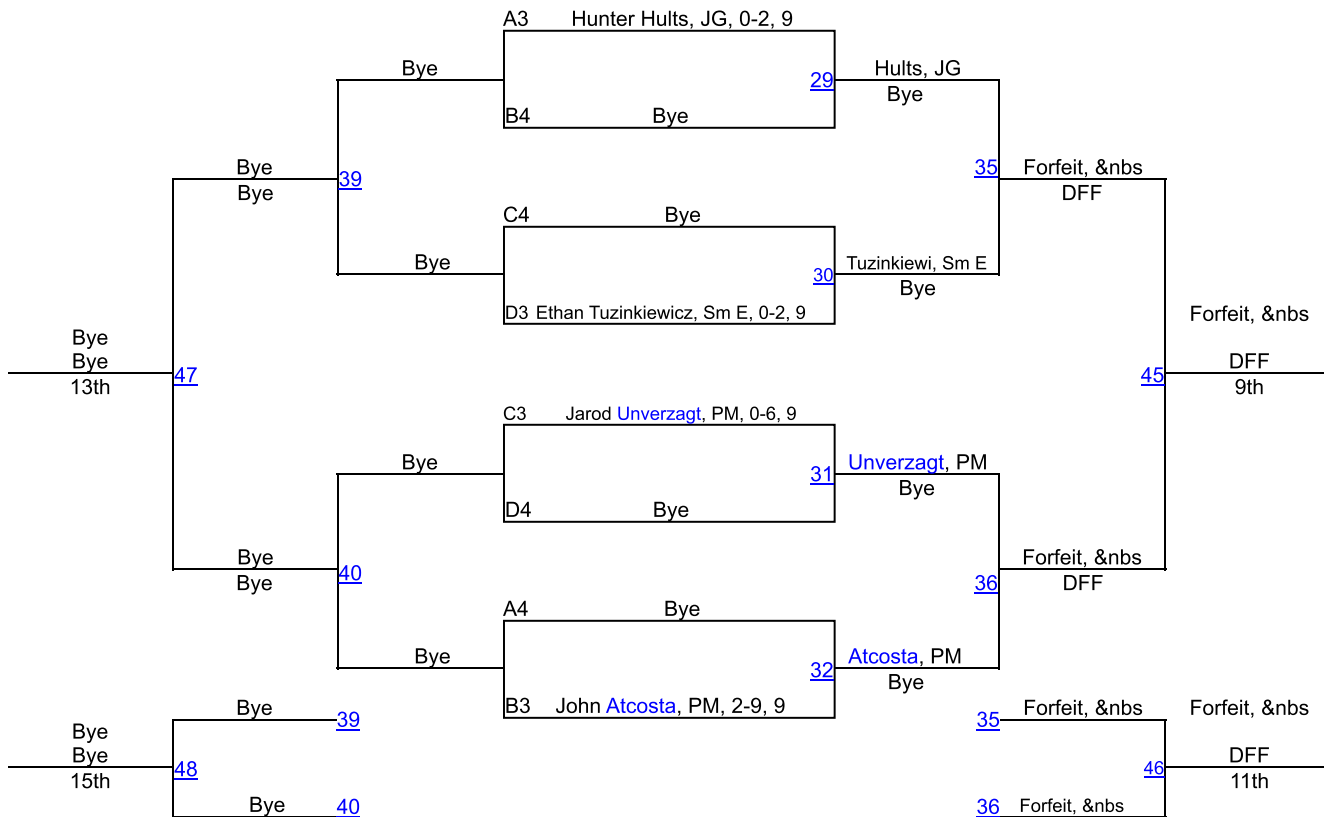 A3 Hunter Hults, JG, 0-2, 9
Bye 29 Hults, JG
Bye
B4 Bye
Bye 39 35 Forfeit, &nbs
Bye DFF
C4 Bye
Bye 30 Tuzinkiewi, Sm E
Bye
D3 Ethan Tuzinkiewicz, Sm E, 0-2, 9
Bye Forfeit, &nbs
Bye DFF
47 45
13th 9th
C3 Jarod Unverzagt, PM, 0-6, 9
Bye 31 Unverzagt, PM
Bye
D4 Bye
Bye 40 36 Forfeit, &nbs
Bye DFF
A4 Bye
Bye 32 Atcosta, PM
Bye
B3 John Atcosta, PM, 2-9, 9
Bye 39 35 Forfeit, &nbs Forfeit, &nbs
Bye
Bye DFF
48 46
15th 11th
Bye 40 36 Forfeit, &nbs